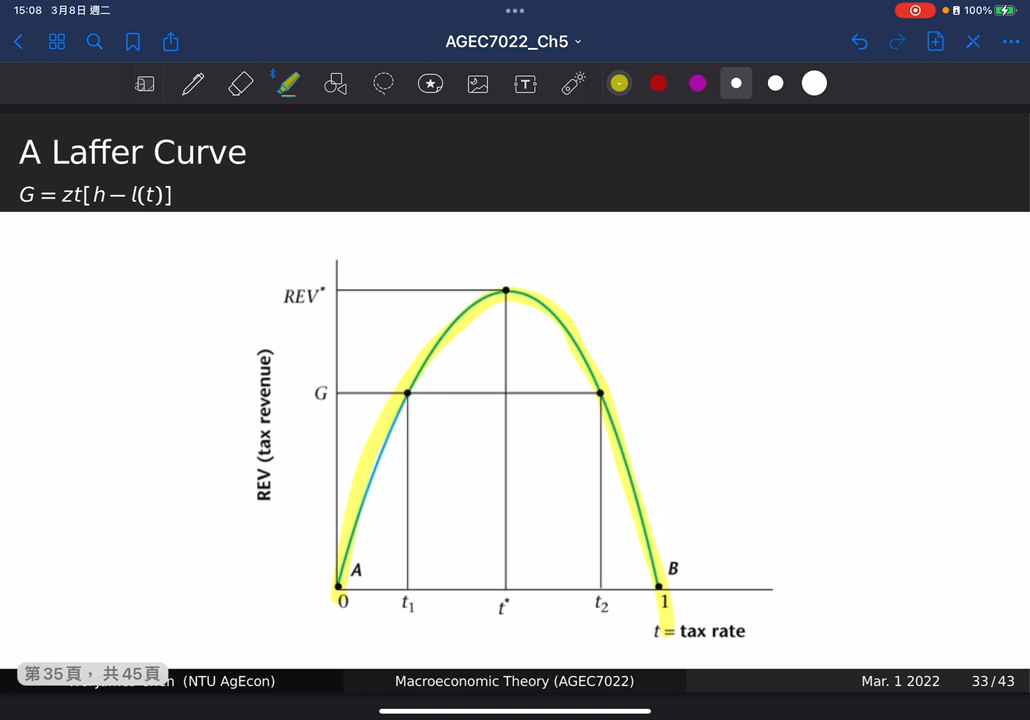 15:08 3月8日 週二
100%
AGEC7022_Ch5
A Laffer Curve
G = zt[h − l(t)]
REV*
G
REV (tax revenue)
A
B
0
t₁
t*
t₂
1
t = tax rate
第35頁， 共45頁
(NTU AgEcon)
Macroeconomic Theory (AGEC7022)
Mar. 1 2022
33/43